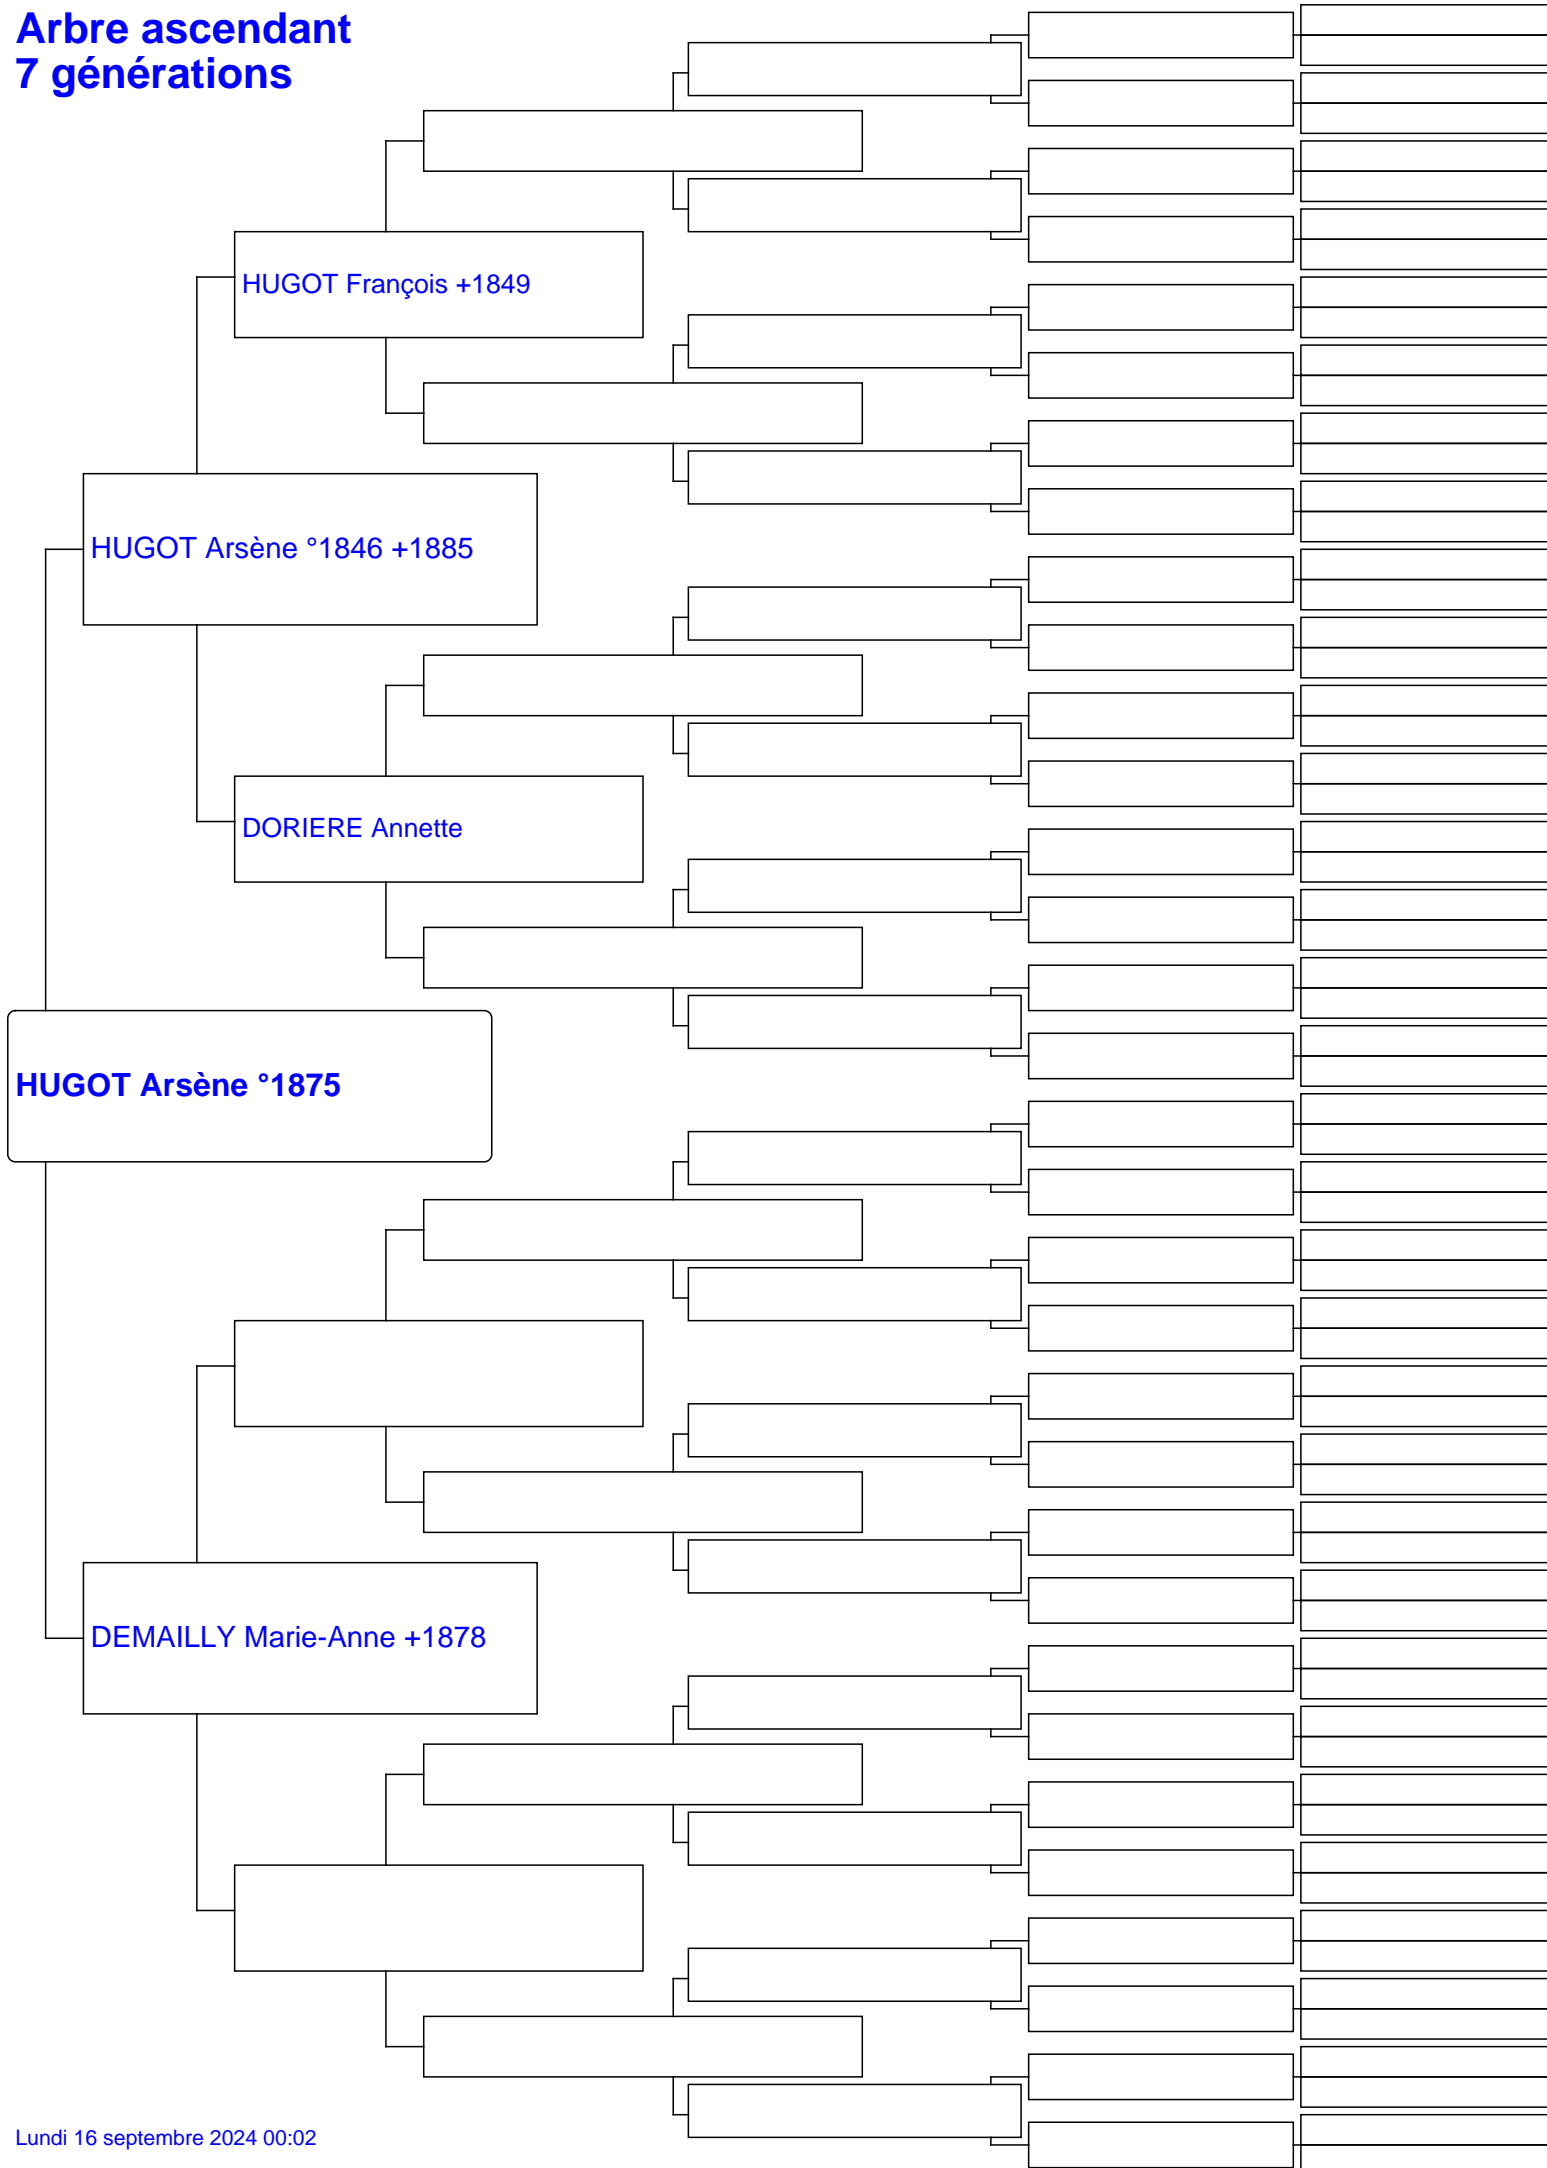 Arbre ascendant
7 générations
HUGOT François +1849
HUGOT Arsène °1846 +1885
DORIERE Annette
HUGOT Arsène °1875
DEMAILLY Marie-Anne +1878
Lundi 16 septembre 2024 00:02